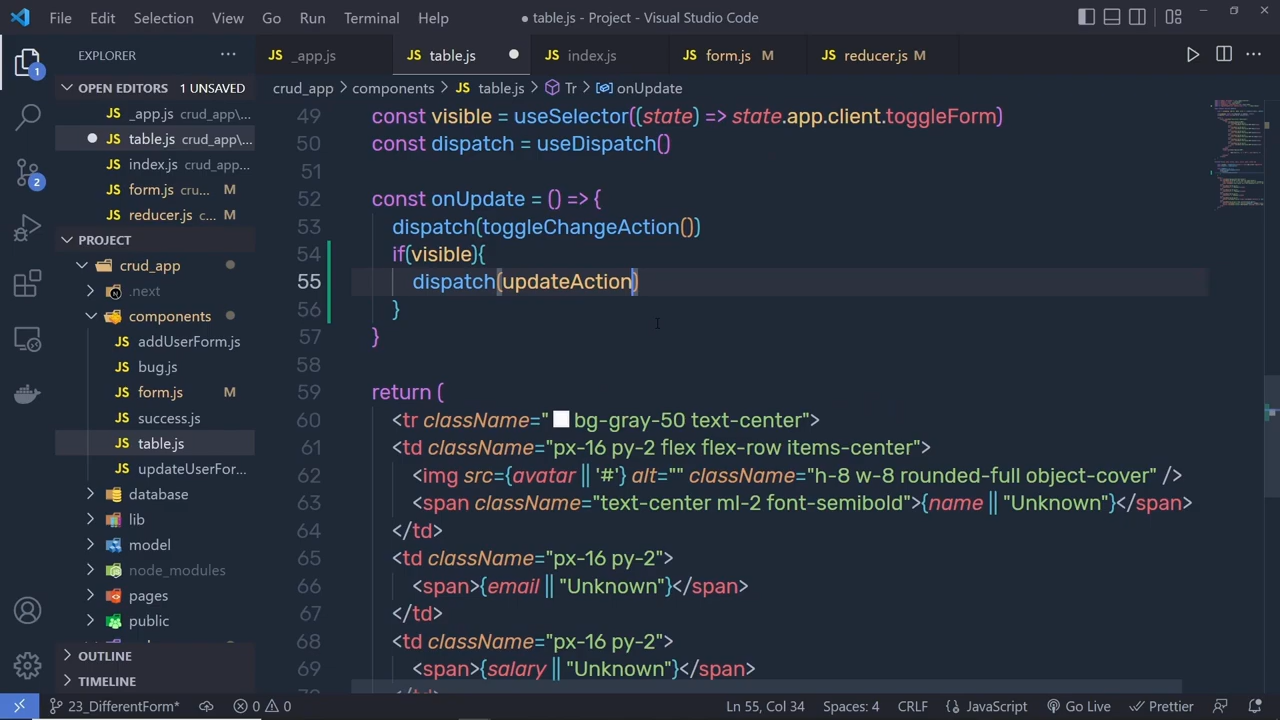 File Edit Selection View Go Run Terminal Help
● table.js - Project - Visual Studio Code
EXPLORER ···
JS _app.js
JS table.js ●
JS index.js
JS form.js M
JS reducer.js M
1
OPEN EDITORS 1 UNSAVED
JS _app.js crud_app\...
● JS table.js crud_app\...
JS index.js crud_app\...
JS form.js cru... M
JS reducer.js c... M
2
PROJECT
crud_app
.next
components
JS addUserForm.js
JS bug.js
JS form.js M
JS success.js
JS table.js
JS updateUserFor...
database
lib
model
node_modules
pages
public
OUTLINE
TIMELINE
crud_app > components > JS table.js > Tr > onUpdate
49 const visible = useSelector((state) => state.app.client.toggleForm)
50 const dispatch = useDispatch()
51
52 const onUpdate = () => {
53 dispatch(toggleChangeAction())
54 if(visible){
55 dispatch(updateAction)
56 }
57 }
58
59 return (
60 <tr className=" bg-gray-50 text-center">
61 <td className="px-16 py-2 flex flex-row items-center">
62 <img src={avatar || '#'} alt="" className="h-8 w-8 rounded-full object-cover" />
63 <span className="text-center ml-2 font-semibold">{name || "Unknown"}</span>
64 </td>
65 <td className="px-16 py-2">
66 <span>{email || "Unknown"}</span>
67 </td>
68 <td className="px-16 py-2">
69 <span>{salary || "Unknown"}</span>
23_DifferentForm* 0 0 Ln 55, Col 34 Spaces: 4 CRLF {} JavaScript Go Live Prettier